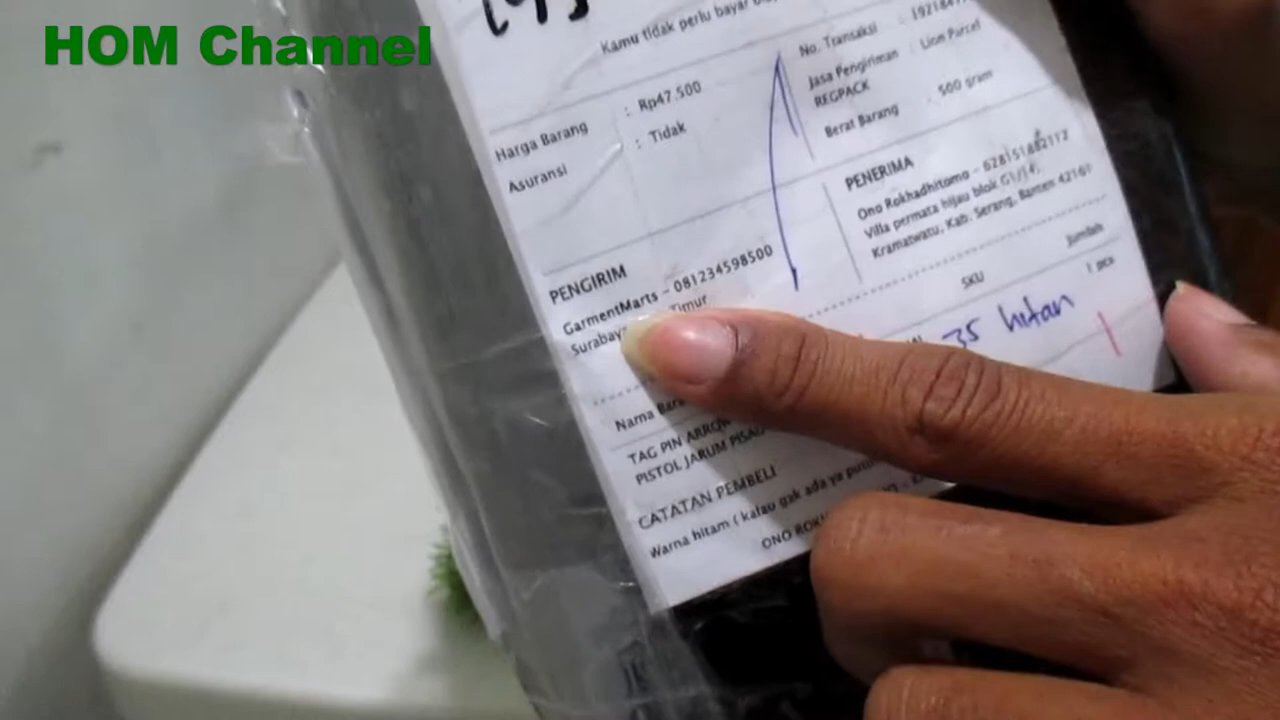 HOM Channel
Kamu tidak perlu bayar
Harga Barang : Rp47.500
Asuransi : Tidak
No. Transaksi :
Jasa Pengiriman : Lion Parcel
REGPACK
Berat Barang : 500 gram
PENGIRIM
GarmentMarts – 081234598500
Timur
PENERIMA
Ono Rokhadhitomo –
Villa permata hijau blok
Kramatwatu, Kab. Serang, Banten 42161
Nama
SKU
Jumlah
TAG PIN
1 pcs
PISTOL JARUM
35 hitam
CATATAN PEMBELI
Warna hitam ( kalau gak ada ya
ONO